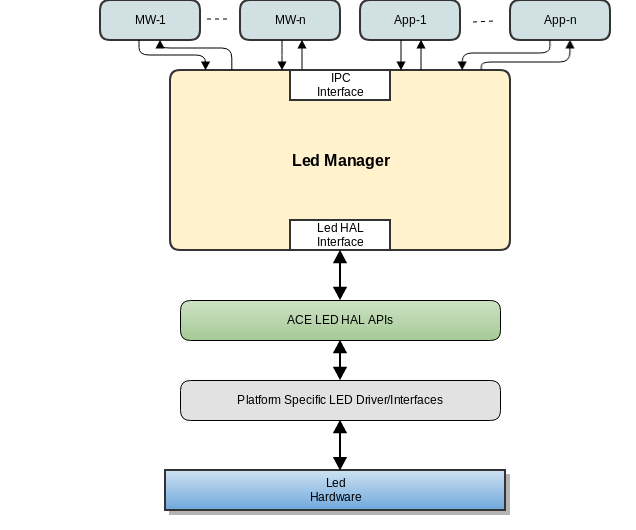 MW-1
MW-n
App-1
App-n
IPC
Interface
Led Manager
Led HAL
Interface
ACE LED HAL APIs
Platform Specific LED Driver/Interfaces
Led
Hardware